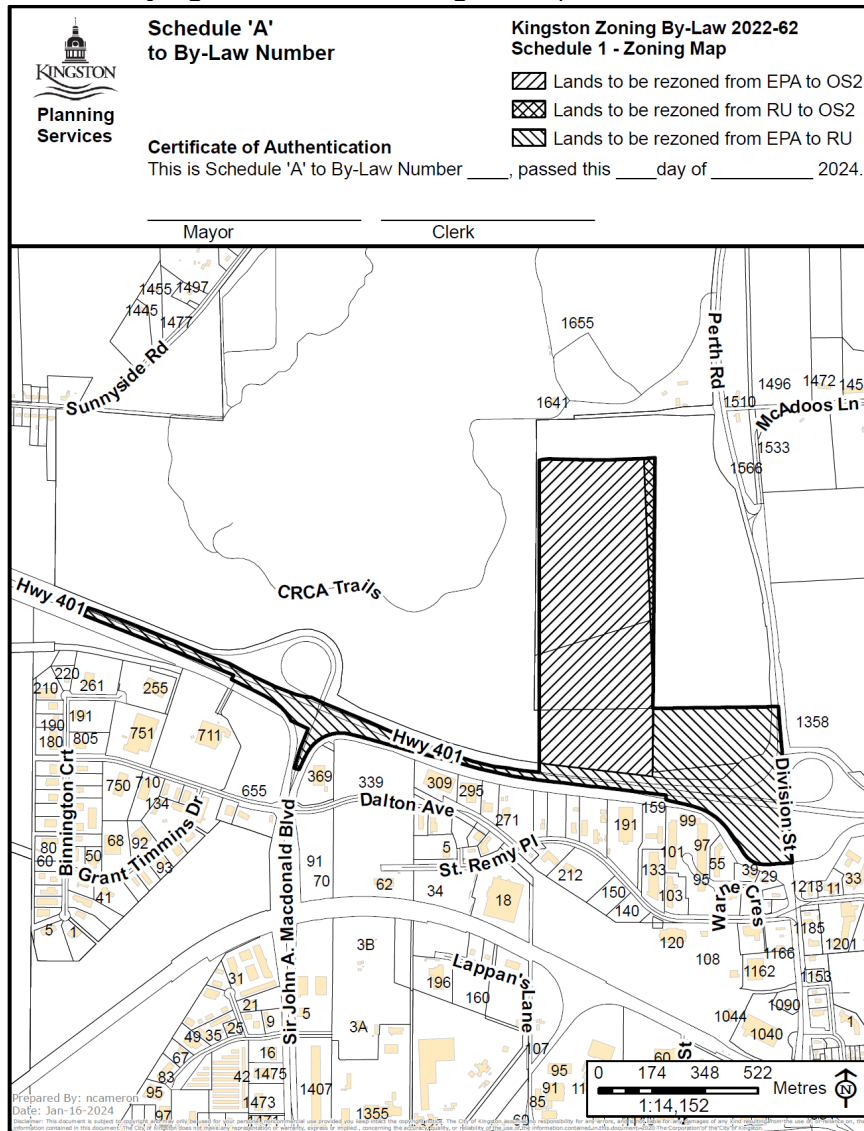 KINGSTON
Planning
Services
Schedule 'A'
to By-Law Number
Certificate of Authentication
This is Schedule 'A' to By-Law Number ____, passed this ____day of __________ 2024.
Mayor
Clerk
Kingston Zoning By-Law 2022-62
Schedule 1 - Zoning Map
Lands to be rezoned from EPA to OS2
Lands to be rezoned from RU to OS2
Lands to be rezoned from EPA to RU
1455 1497
1445
1477
Sunnyside Rd
1655
1641
Perth Rd
1496 1472
1510
McAdoos Ln
1533
1566
CRCA Trails
Hwy 401
220
210 261 255
191
190
180 805
751
711
Hwy 401
1358
Division St
Binnington Crt
750 710
134
655
369
339
309 295
Dalton Ave
271
159
99
191
101 97
55
80
60
50
68 92
Grant Timmins Dr
93
41
5 1
91
70
62
5
St. Remy Pl
34
18
212
150
140
133
103
95
39
29
Warne Cres
1213 11
33
1185
1201
120
108
1166
1162
1153
Sir John A. Macdonald Blvd
3B
3A
Lappan's Lane
196
160
31
21
9
5
49 35 25
67
83
95
97
16
42 1475
1473
1407
1355
107
95
91
85
60
St
1044
1090
1040
1
0 174 348 522
Metres
1:14,152
N
Prepared By: ncameron
Date: Jan-16-2024